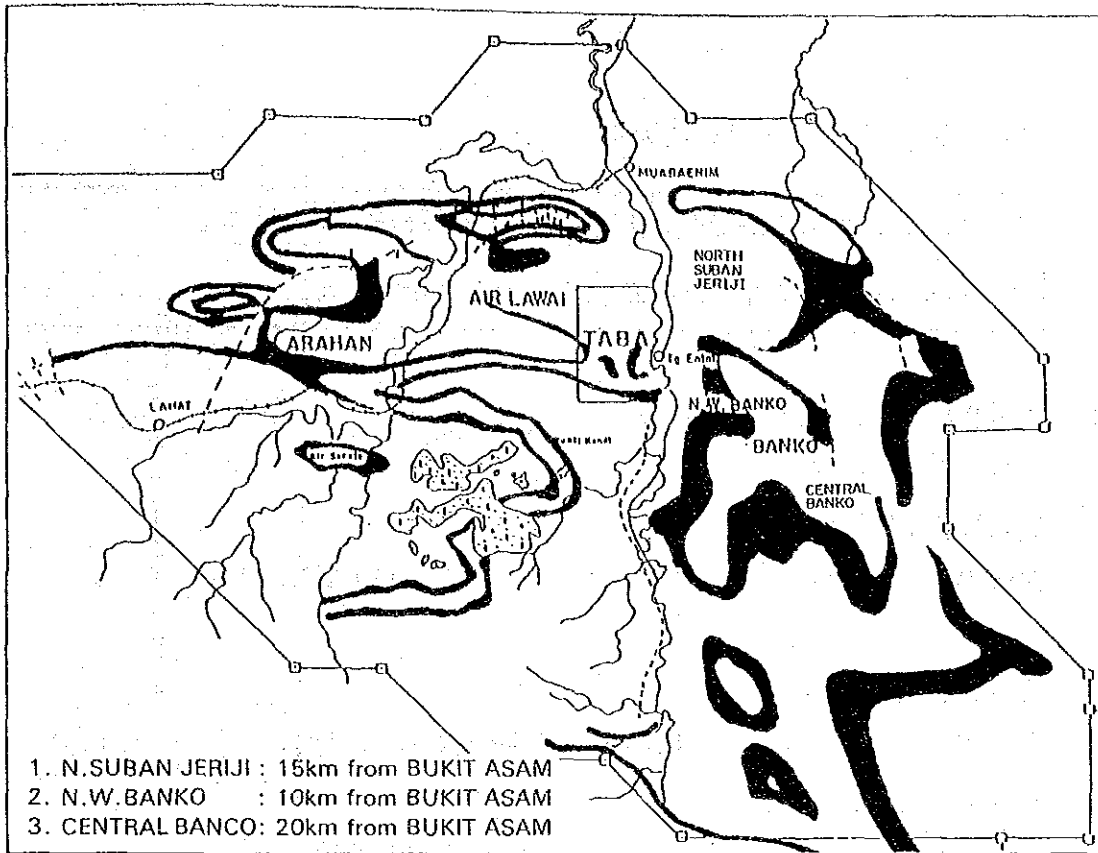 MUARAENIM
NORTH
SUBAN
JERIJI
AIR LAWAI
TABA
ARAHAN
N.W. BANKO
LAHAT
BANKO
CENTRAL
BANKO
1. N.SUBAN JERIJI : 15km from BUKIT ASAM
2. N.W.BANKO : 10km from BUKIT ASAM
3. CENTRAL BANCO: 20km from BUKIT ASAM